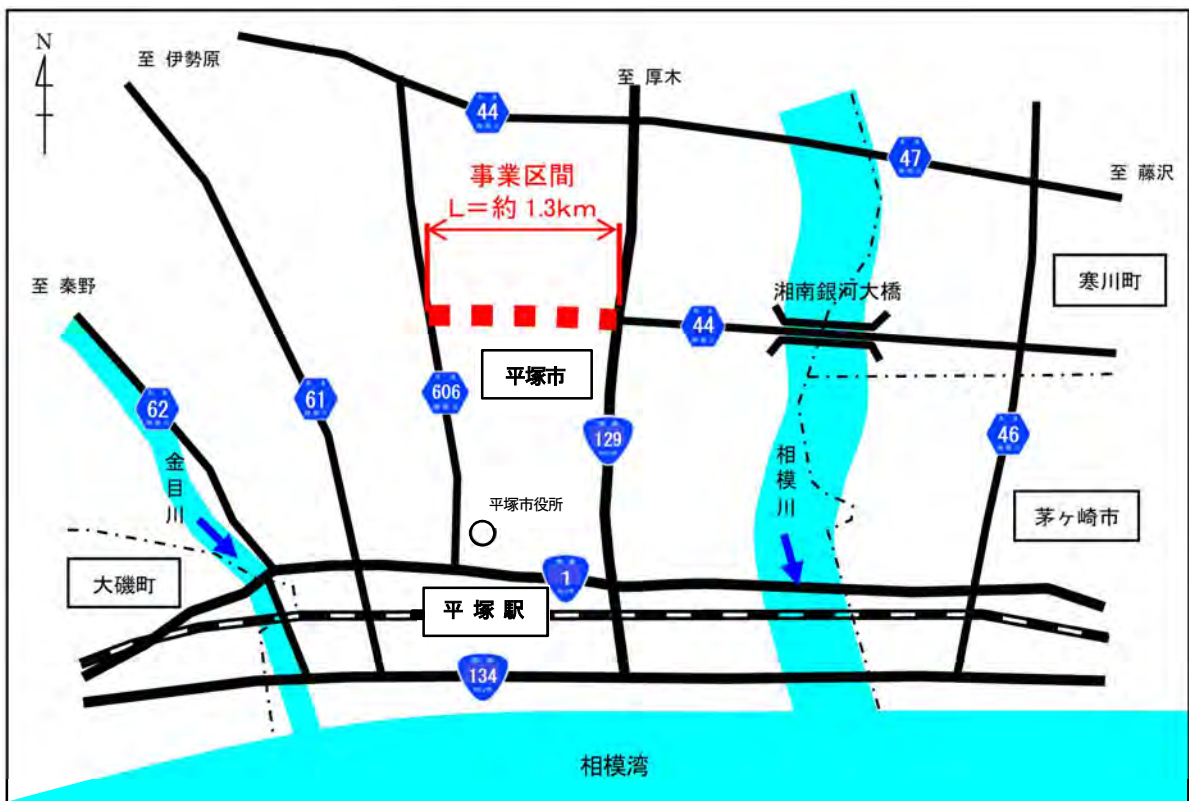 N
至 伊勢原
至 厚木
44
47
事業区間
L=約 1.3km
至 藤沢
至 秦野
湘南銀河大橋
寒川町
44
平塚市
62
61
606
129
46
金目川
相模川
平塚市役所
茅ヶ崎市
大磯町
1
平 塚 駅
134
相模湾